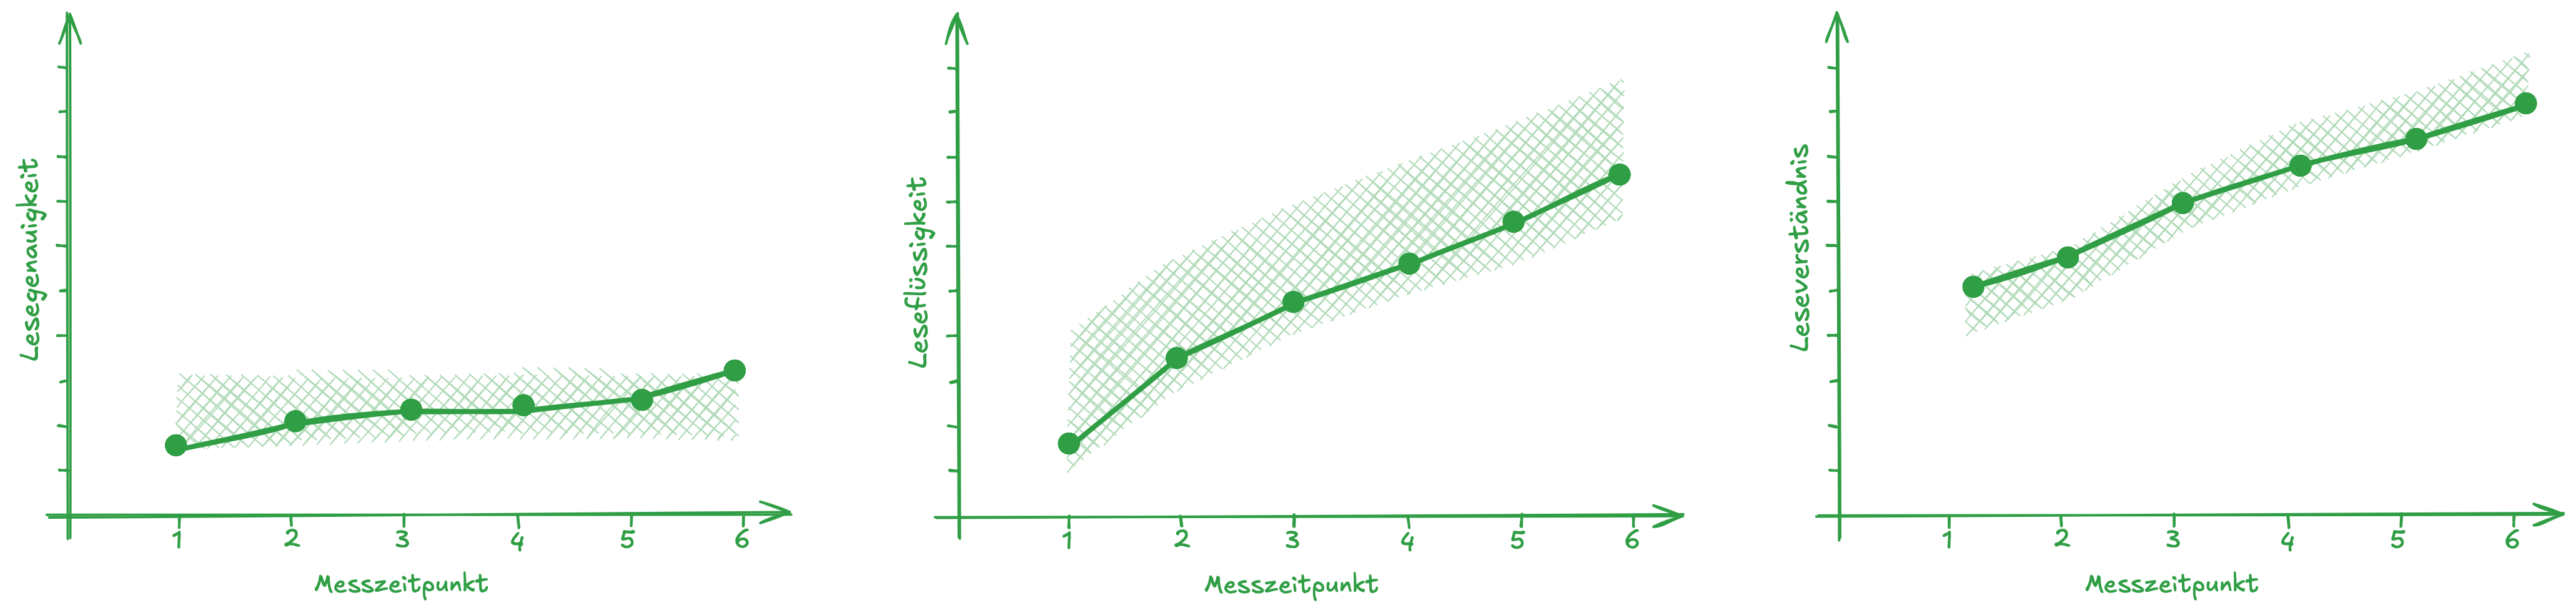 Lesegenauigkeit
1 2 3 4 5 6
Messzeitpunkt
Leseflüssigkeit
1 2 3 4 5 6
Messzeitpunkt
Leseverständnis
1 2 3 4 5 6
Messzeitpunkt